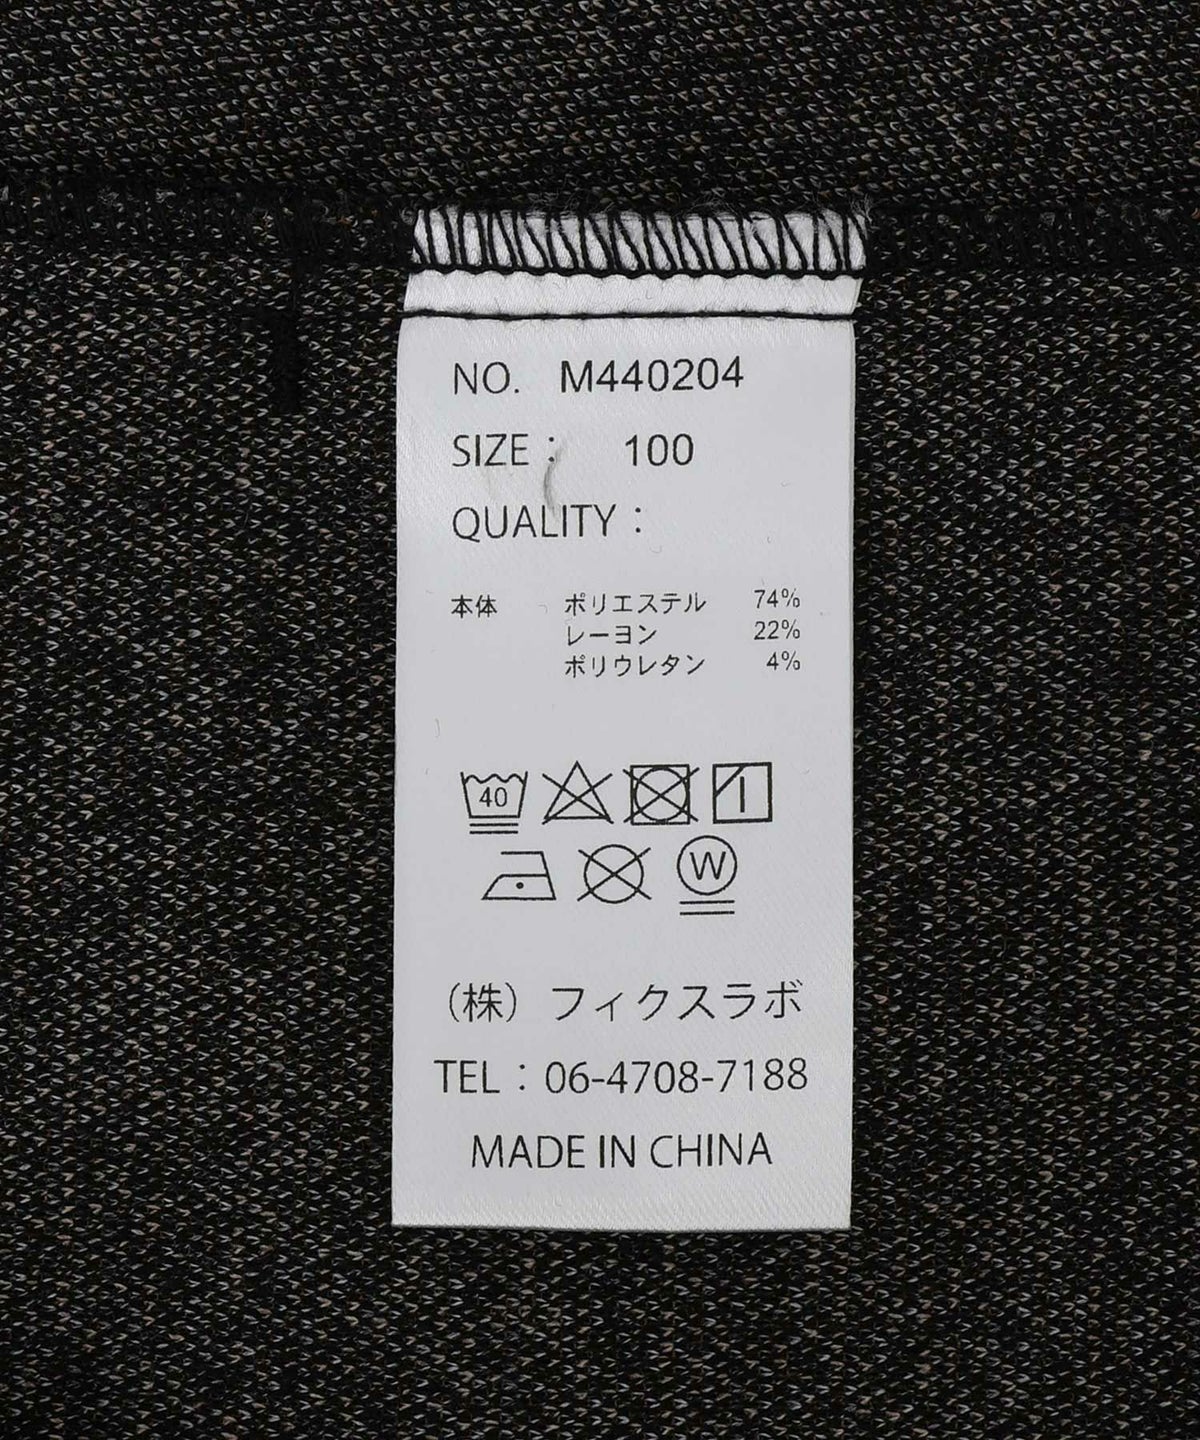 NO. M440204
SIZE： 100
QUALITY：
本体 ポリエステル 74%
レーヨン 22%
ポリウレタン 4%
40
W
（株）フィクスラボ
TEL：06-4708-7188
MADE IN CHINA